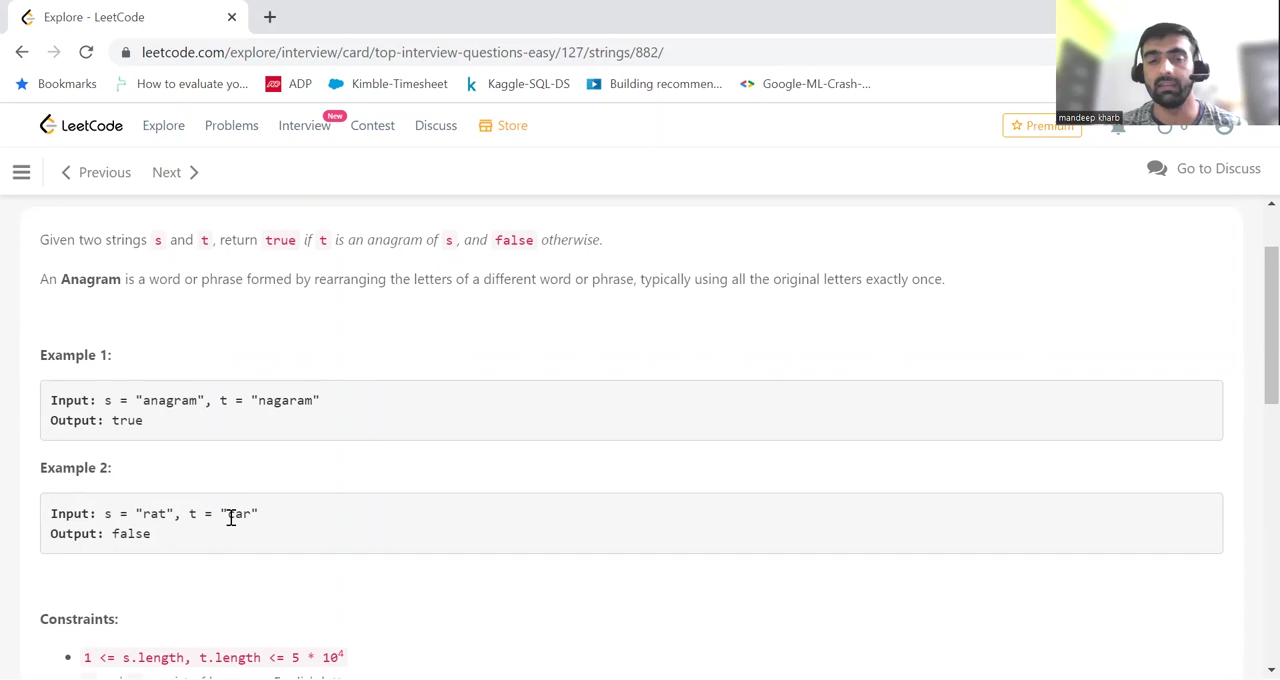 Explore - LeetCode
leetcode.com/explore/interview/card/top-interview-questions-easy/127/strings/882/
Bookmarks How to evaluate yo... ADP Kimble-Timesheet Kaggle-SQL-DS Building recommen... Google-ML-Crash-...
mandeep kharb
LeetCode Explore Problems Interview New Contest Discuss Store Premium
Previous Next Go to Discuss
Given two strings s and t, return true if t is an anagram of s, and false otherwise.
An Anagram is a word or phrase formed by rearranging the letters of a different word or phrase, typically using all the original letters exactly once.
Example 1:
Input: s = "anagram", t = "nagaram"
Output: true
Example 2:
Input: s = "rat", t = "car"
Output: false
Constraints:
1 <= s.length, t.length <= 5 * 10⁴